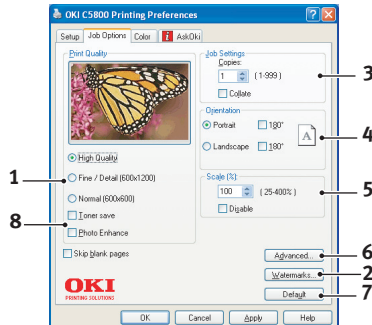 OKI C5800 Printing Preferences
Setup Job Options Color AskOki
Print Quality
High Quality
Fine / Detail (600x1200)
Normal (600x600)
Toner save
Photo Enhance
Skip blank pages
OKI
PRINTING SOLUTIONS
Job Settings
Copies:
1 (1-999)
Collate
Orientation
Portrait 180°
Landscape 180°
A
Scale (%)
100 (25-400%)
Disable
Advanced...
Watermarks...
Default
OK Cancel Apply Help
1
8
3
4
5
6
2
7